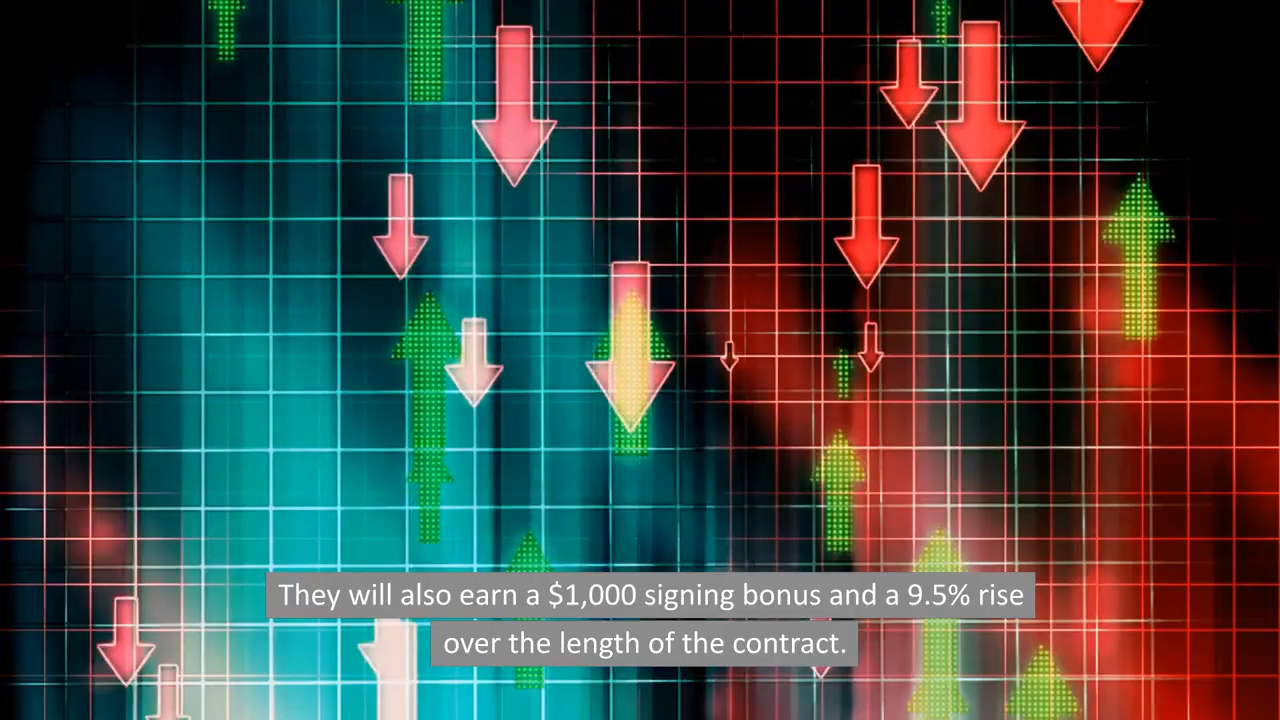 They will also earn a $1,000 signing bonus and a 9.5% rise
over the length of the contract.